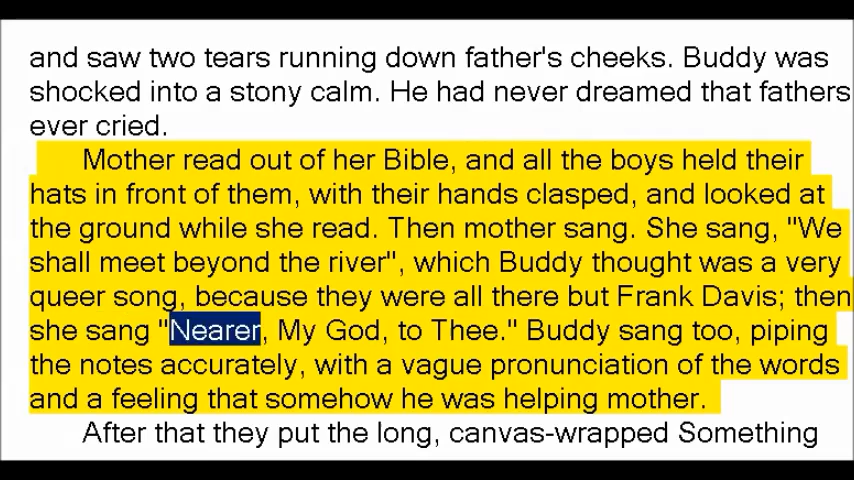 and saw two tears running down father's cheeks. Buddy was
shocked into a stony calm. He had never dreamed that fathers
ever cried.
Mother read out of her Bible, and all the boys held their
hats in front of them, with their hands clasped, and looked at
the ground while she read. Then mother sang. She sang, "We
shall meet beyond the river", which Buddy thought was a very
queer song, because they were all there but Frank Davis; then
she sang "Nearer, My God, to Thee." Buddy sang too, piping
the notes accurately, with a vague pronunciation of the words
and a feeling that somehow he was helping mother.
After that they put the long, canvas-wrapped Something